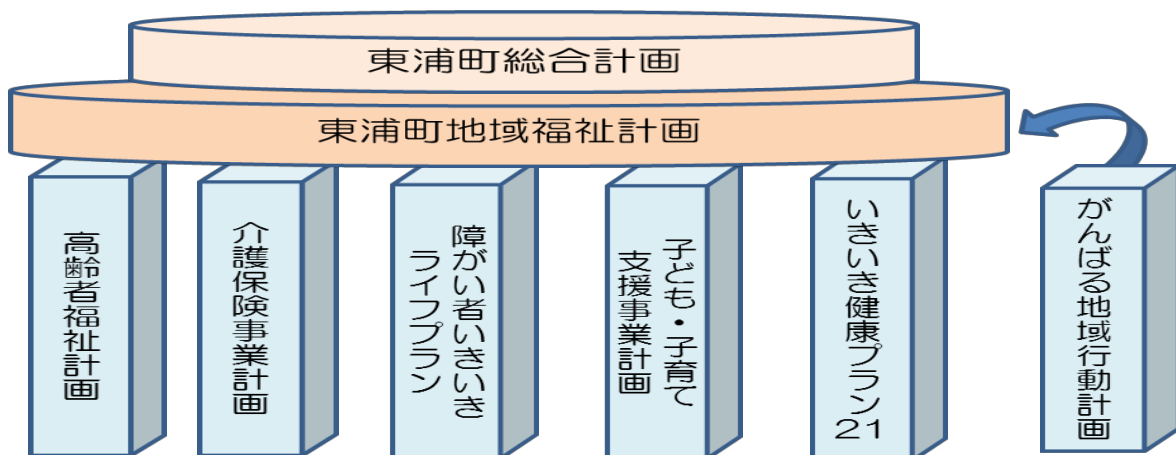 東浦町総合計画
東浦町地域福祉計画
高齢者福祉計画
介護保険事業計画
障がい者いきいき
ライフプラン
子ども・子育て
支援事業計画
いきいき健康プラン
21
がんばる地域行動計画